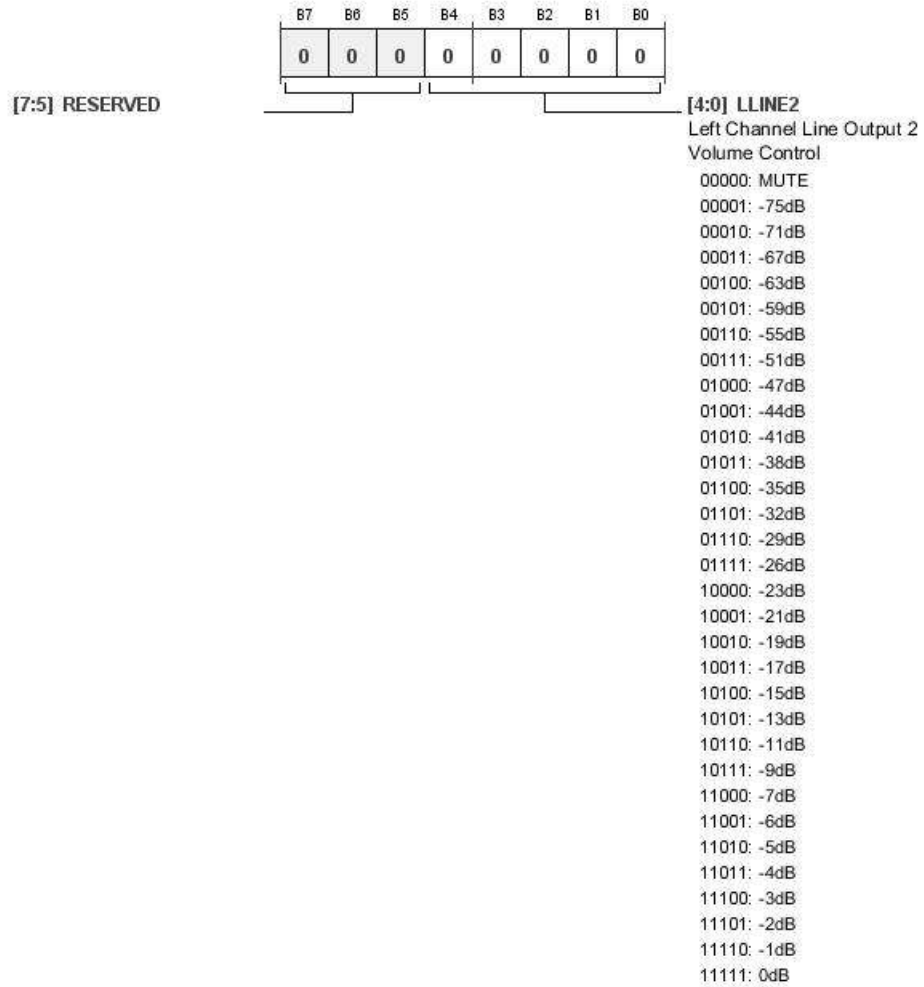 B7 B6 B5 B4 B3 B2 B1 B0
0 0 0 0 0 0 0 0
[7:5] RESERVED
[4:0] LLINE2
Left Channel Line Output 2
Volume Control
00000: MUTE
00001: -75dB
00010: -71dB
00011: -67dB
00100: -63dB
00101: -59dB
00110: -55dB
00111: -51dB
01000: -47dB
01001: -44dB
01010: -41dB
01011: -38dB
01100: -35dB
01101: -32dB
01110: -29dB
01111: -26dB
10000: -23dB
10001: -21dB
10010: -19dB
10011: -17dB
10100: -15dB
10101: -13dB
10110: -11dB
10111: -9dB
11000: -7dB
11001: -6dB
11010: -5dB
11011: -4dB
11100: -3dB
11101: -2dB
11110: -1dB
11111: 0dB